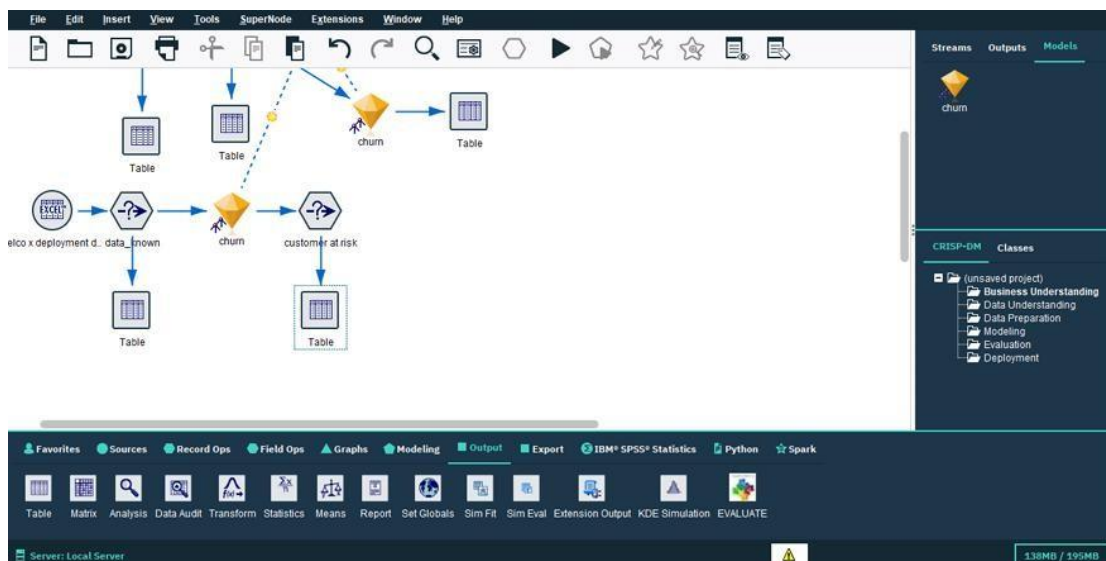 File Edit Insert View Tools SuperNode Extensions Window Help
Streams Outputs Models
churn
Table
Table
churn
Table
EXCEL
elco x deployment d.. data_known churn customer at risk
Table Table
CRISP-DM Classes
(unsaved project)
Business Understanding
Data Understanding
Data Preparation
Modeling
Evaluation
Deployment
Favorites Sources Record Ops Field Ops Graphs Modeling Output Export IBM® SPSS® Statistics Python Spark
Table Matrix Analysis Data Audit Transform Statistics Means Report Set Globals Sim Fit Sim Eval Extension Output KDE Simulation EVALUATE
Server: Local Server 138MB / 195MB